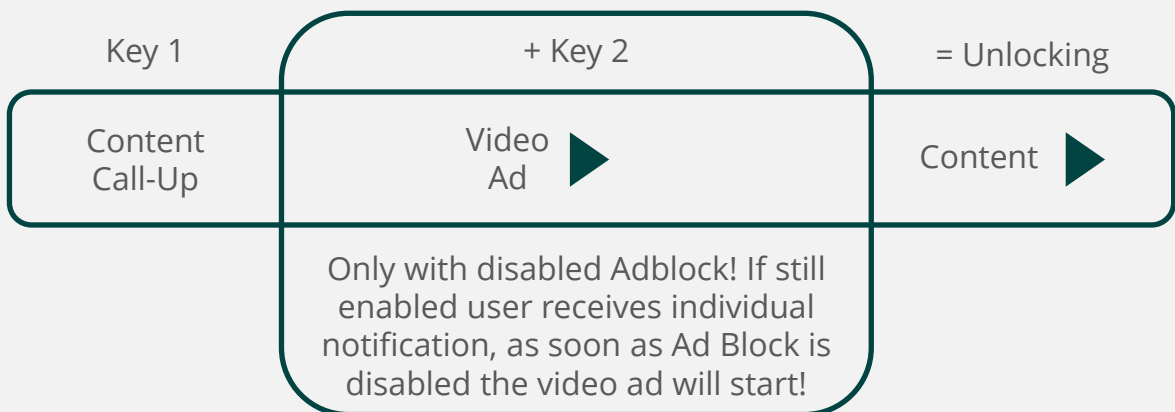 Key 1
+ Key 2
= Unlocking
Content
Call-Up
Video
Ad
Content
Only with disabled Adblock! If still
enabled user receives individual
notification, as soon as Ad Block is
disabled the video ad will start!